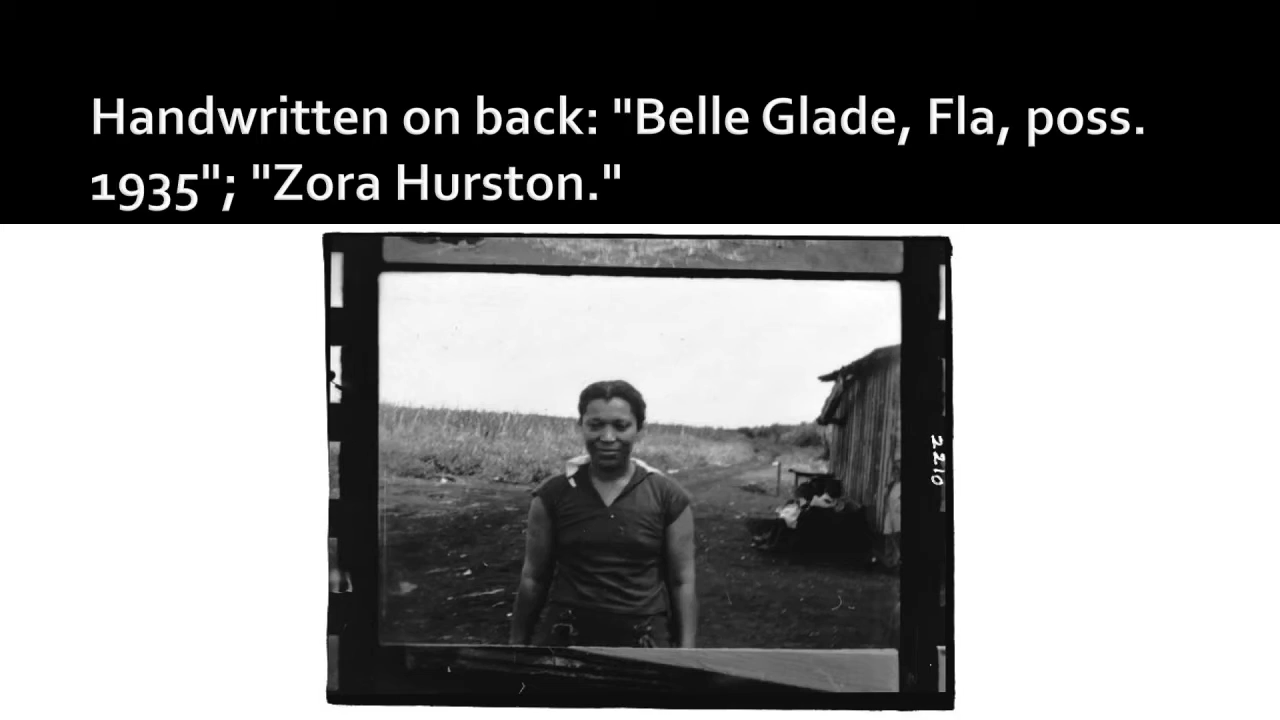 Handwritten on back: "Belle Glade, Fla, poss.
1935"; "Zora Hurston."
2210